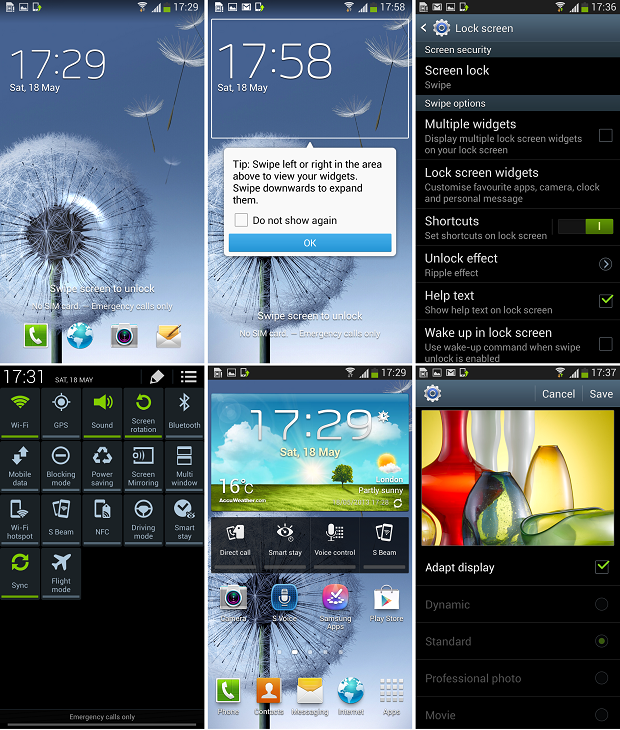 17:29
17:29
Sat, 18 May
Swipe screen to unlock
No SIM card. — Emergency calls only
17:58
17:58
Sat, 18 May
Tip: Swipe left or right in the area
above to view your widgets.
Swipe downwards to expand
them.
Do not show again
OK
Swipe screen to unlock
No SIM card. — Emergency calls only
17:36
Lock screen
Screen security
Screen lock
Swipe
Swipe options
Multiple widgets
Display multiple lock screen widgets
on your lock screen
Lock screen widgets
Customise favourite apps, camera, clock
and personal message
Shortcuts
Set shortcuts on lock screen
Unlock effect
Ripple effect
Help text
Show help text on lock screen
Wake up in lock screen
Use wake-up command when swipe
unlock is enabled
17:31 SAT, 18 MAY
Wi-Fi GPS Sound Screen rotation Bluetooth
Mobile data Blocking mode Power saving Screen Mirroring Multi window
Wi-Fi hotspot S Beam NFC Driving mode Smart stay
Sync Flight mode
Emergency calls only
17:29
17:29
Sat, 18 May
London
Partly sunny
16°C
AccuWeather.com
17:28
Direct call Smart stay Voice control S Beam
Camera S Voice Samsung Apps Play Store
Phone Contacts Messaging Internet Apps
17:37
Cancel Save
Adapt display
Dynamic
Standard
Professional photo
Movie